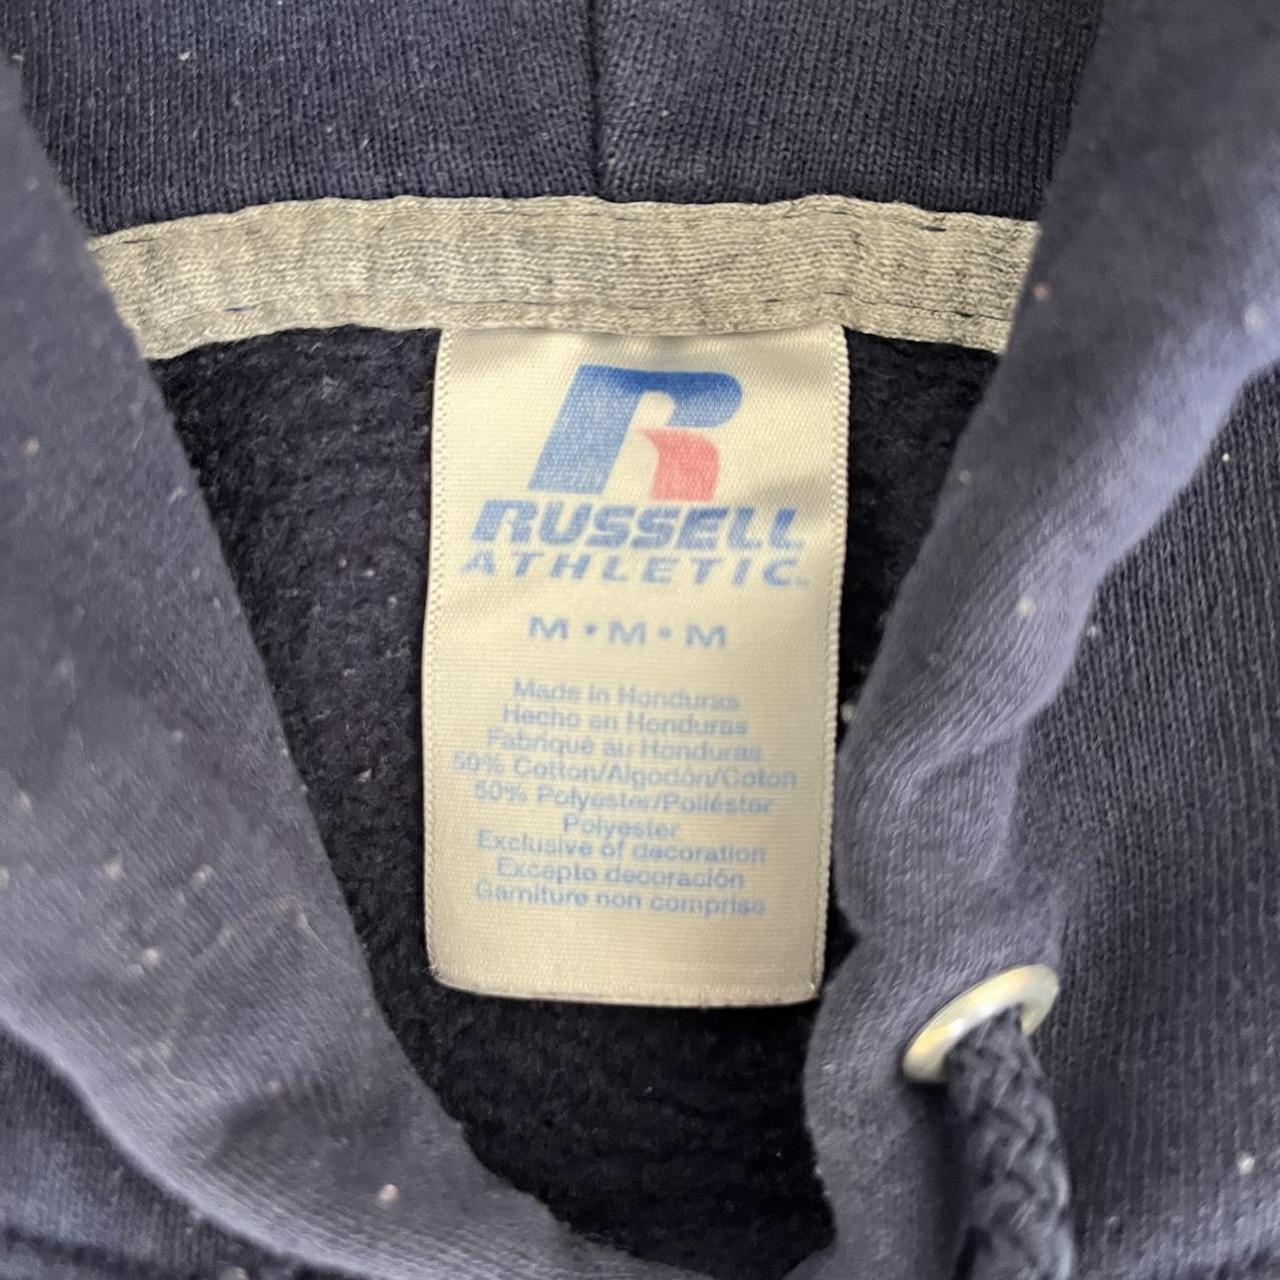 R
RUSSELL
ATHLETIC
M • M • M
Made in Honduras
Hecho en Honduras
Fabriqué au Honduras
50% Cotton/Algodón/Coton
50% Polyester/Poliéster
Polyester
Exclusive of decoration
Excepto decoración
Garniture non comprise